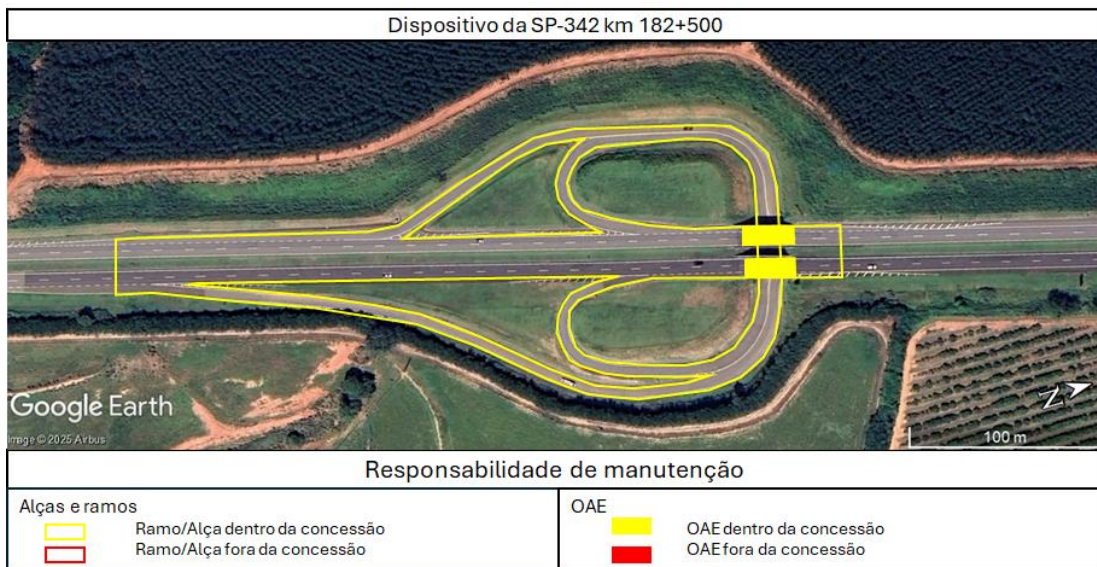 Dispositivo da SP-342 km 182+500
Google Earth
Image © 2025 Airbus
Z
100 m
Responsabilidade de manutenção
Alças e ramos
Ramo/Alça dentro da concessão
Ramo/Alça fora da concessão
OAE
OAE dentro da concessão
OAE fora da concessão